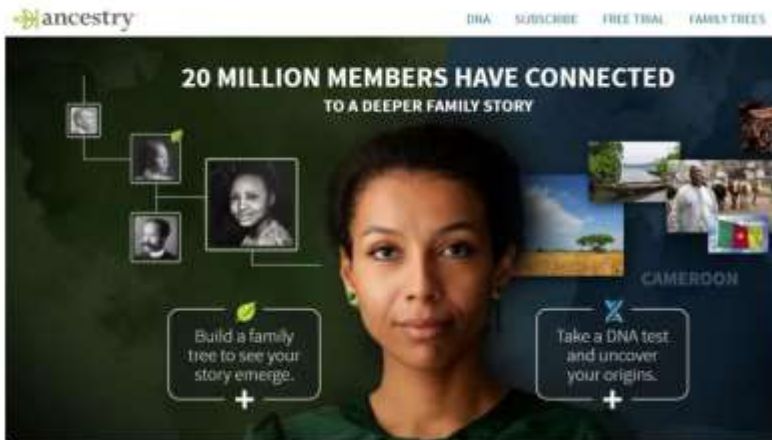 ancestry
DNA SUBSCRIBE FREE TRIAL FAMILY TREES
20 MILLION MEMBERS HAVE CONNECTED
TO A DEEPER FAMILY STORY
CAMEROON
Build a family
tree to see your
story emerge.
Take a DNA test
and uncover
your origins.